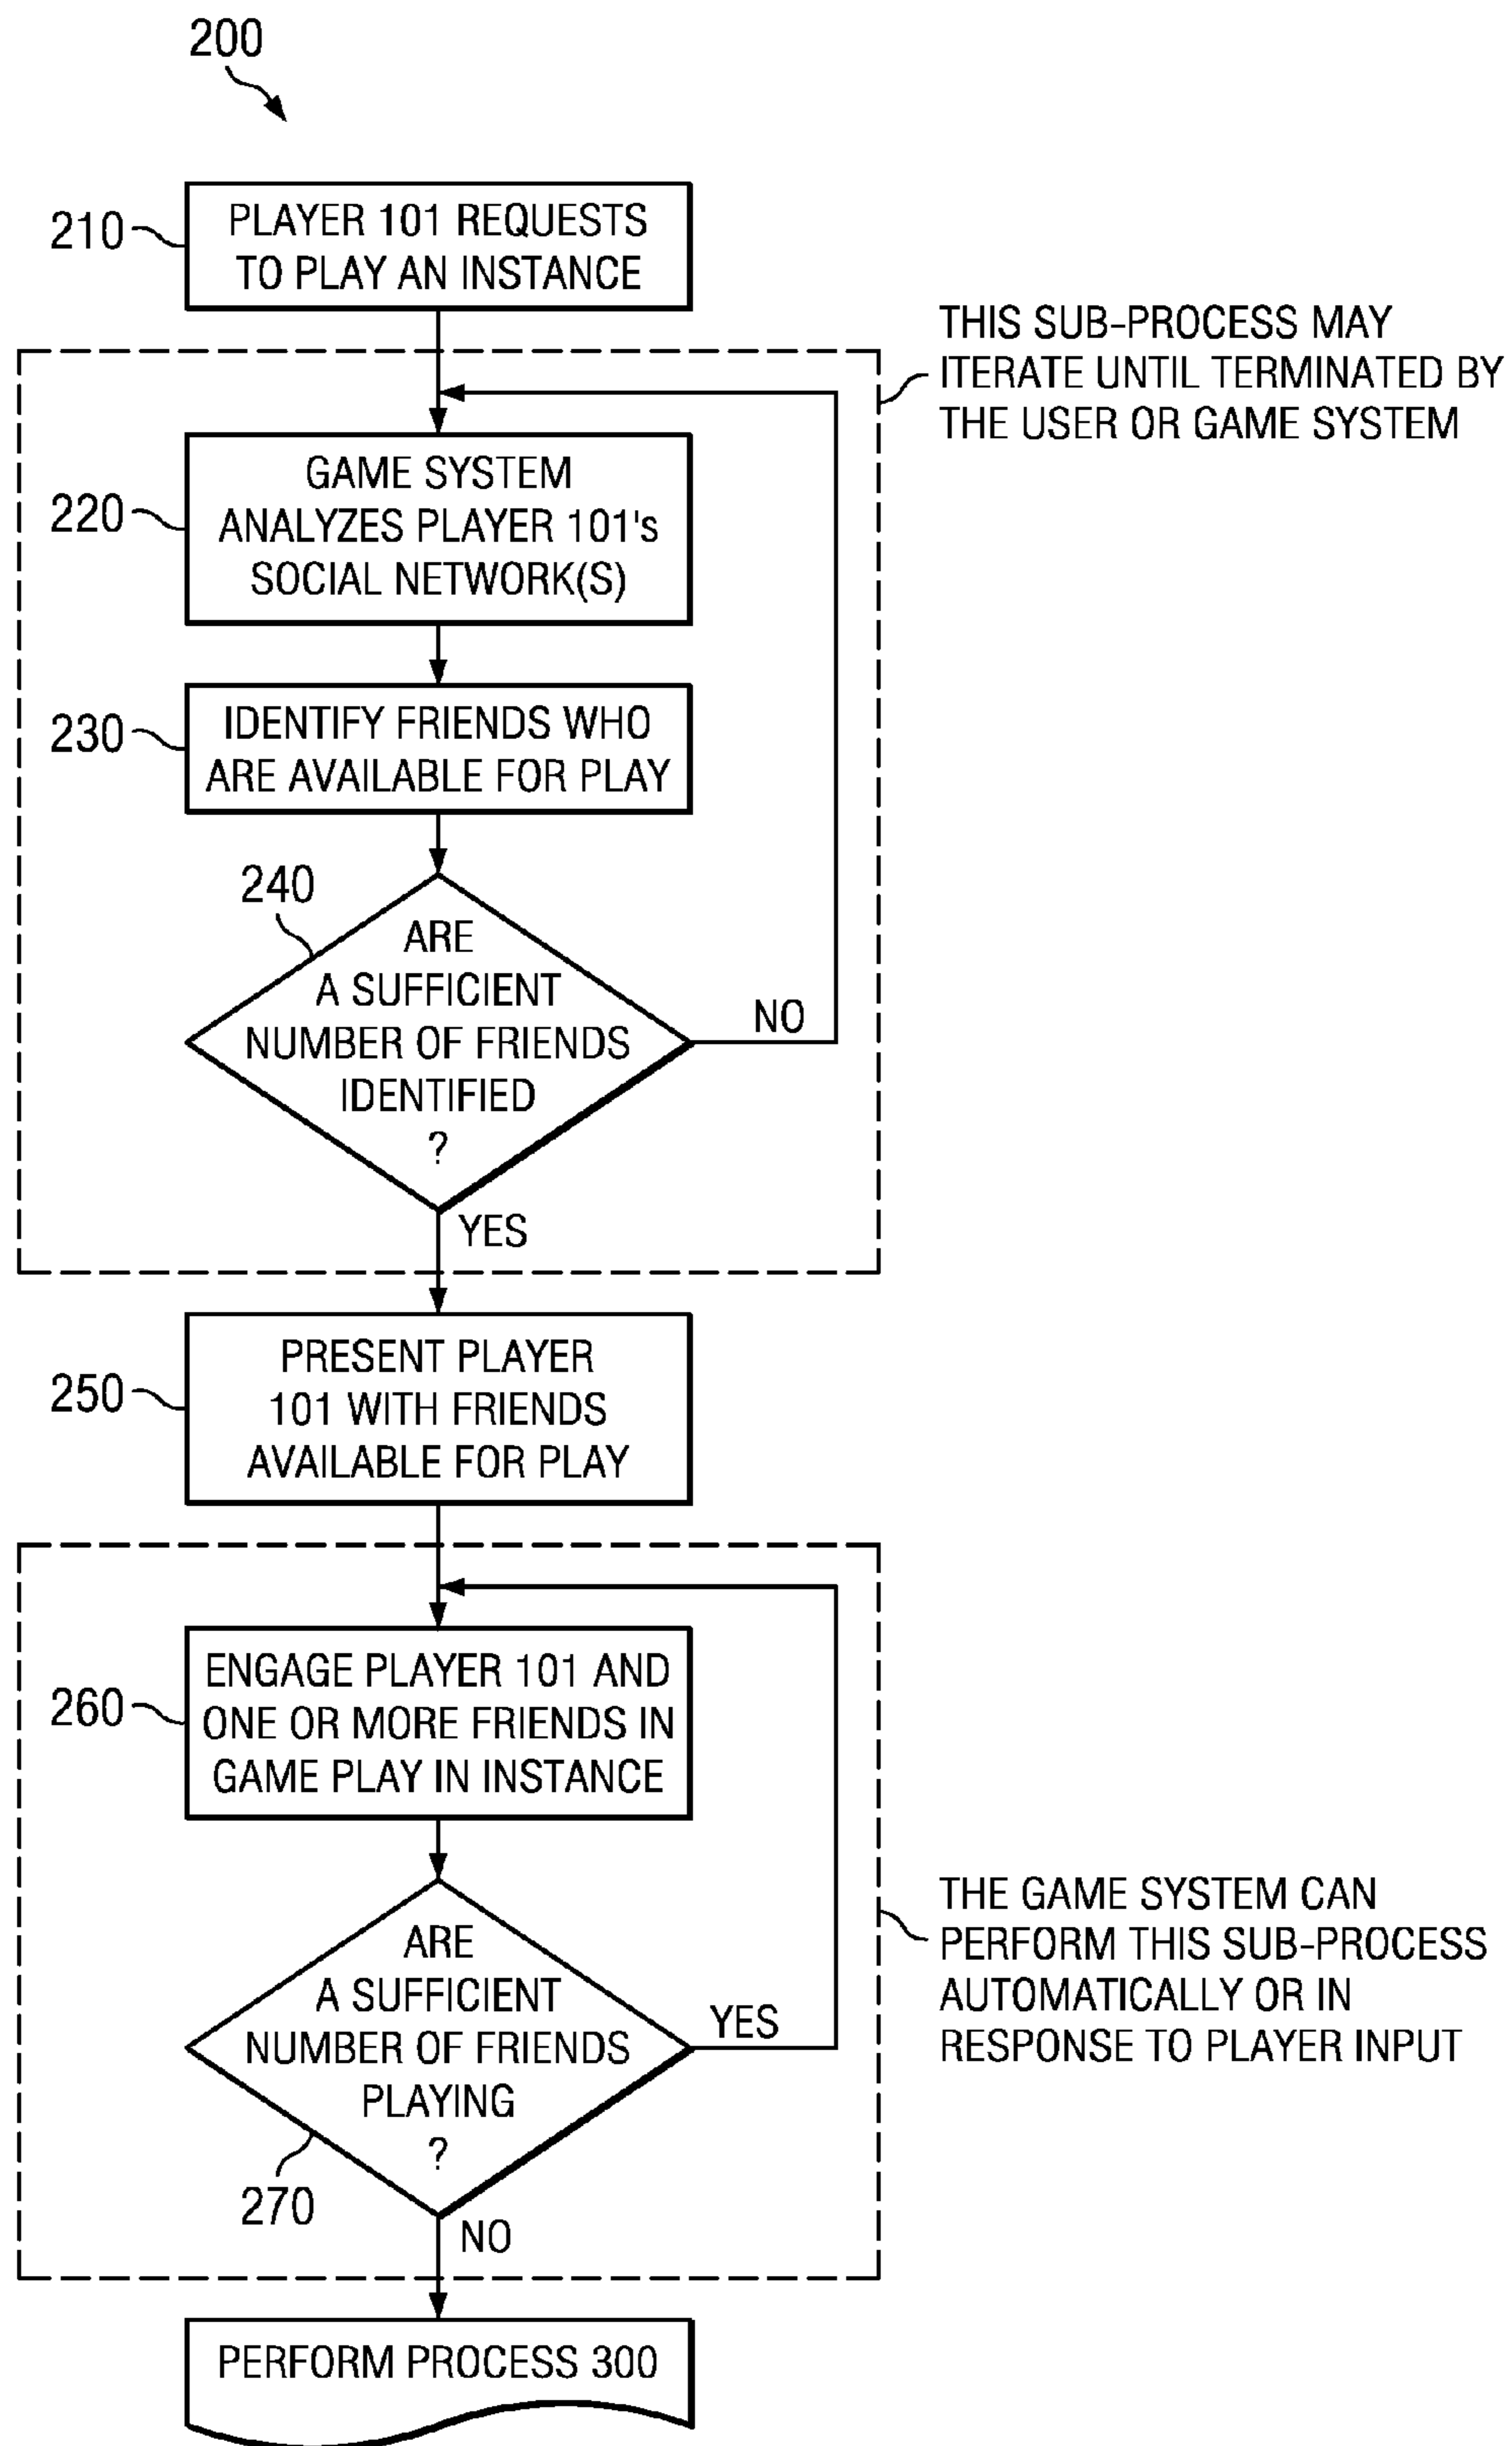 200
210
PLAYER 101 REQUESTS
TO PLAY AN INSTANCE
THIS SUB-PROCESS MAY
ITERATE UNTIL TERMINATED BY
THE USER OR GAME SYSTEM
220
GAME SYSTEM
ANALYZES PLAYER 101's
SOCIAL NETWORK(S)
230
IDENTIFY FRIENDS WHO
ARE AVAILABLE FOR PLAY
240
ARE
A SUFFICIENT
NUMBER OF FRIENDS
IDENTIFIED
?
NO
YES
250
PRESENT PLAYER
101 WITH FRIENDS
AVAILABLE FOR PLAY
260
ENGAGE PLAYER 101 AND
ONE OR MORE FRIENDS IN
GAME PLAY IN INSTANCE
THE GAME SYSTEM CAN
PERFORM THIS SUB-PROCESS
AUTOMATICALLY OR IN
RESPONSE TO PLAYER INPUT
ARE
A SUFFICIENT
NUMBER OF FRIENDS
PLAYING
?
YES
270
NO
PERFORM PROCESS 300